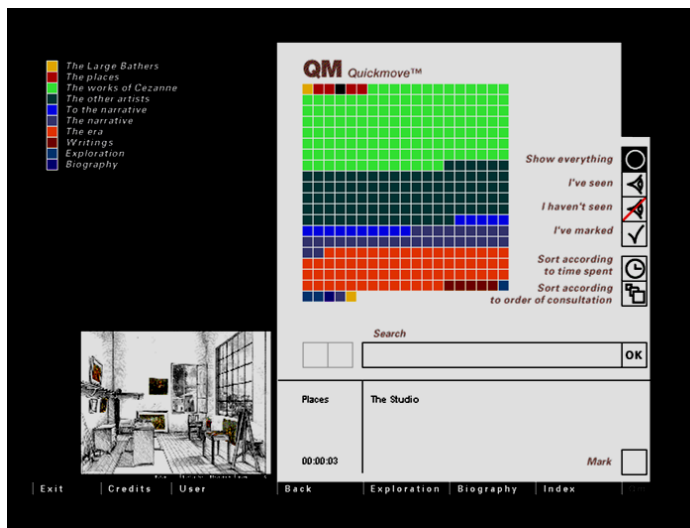 The Large Bathers
The places
The works of Cezanne
The other artists
To the narrative
The narrative
The era
Writings
Exploration
Biography
QM Quickmove™
Show everything
I've seen
I haven't seen
I've marked
Sort according
to time spent
Sort according
to order of consultation
Search
OK
Places
The Studio
00:00:03
Mark
Exit
Credits
User
Back
Exploration
Biography
Index